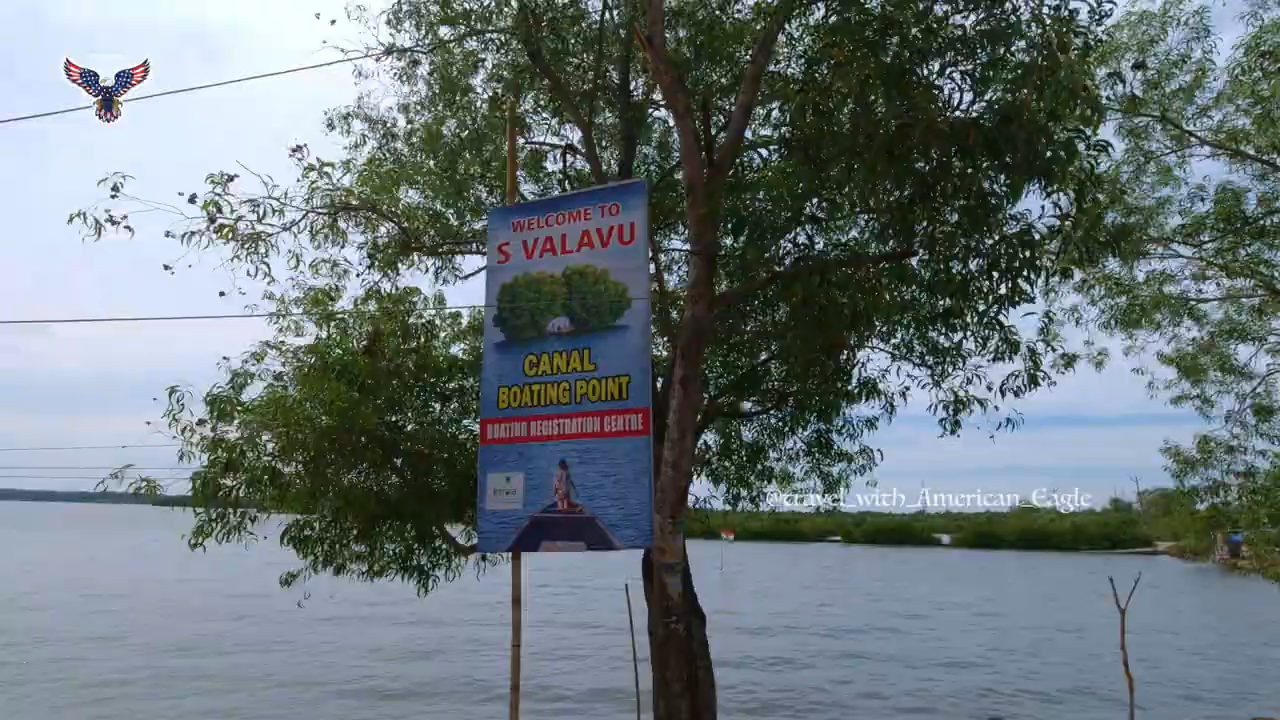 WELCOME TO
S VALAVU
CANAL
BOATING POINT
BOATING REGISTRATION CENTRE
@travel_with_American_Eagle